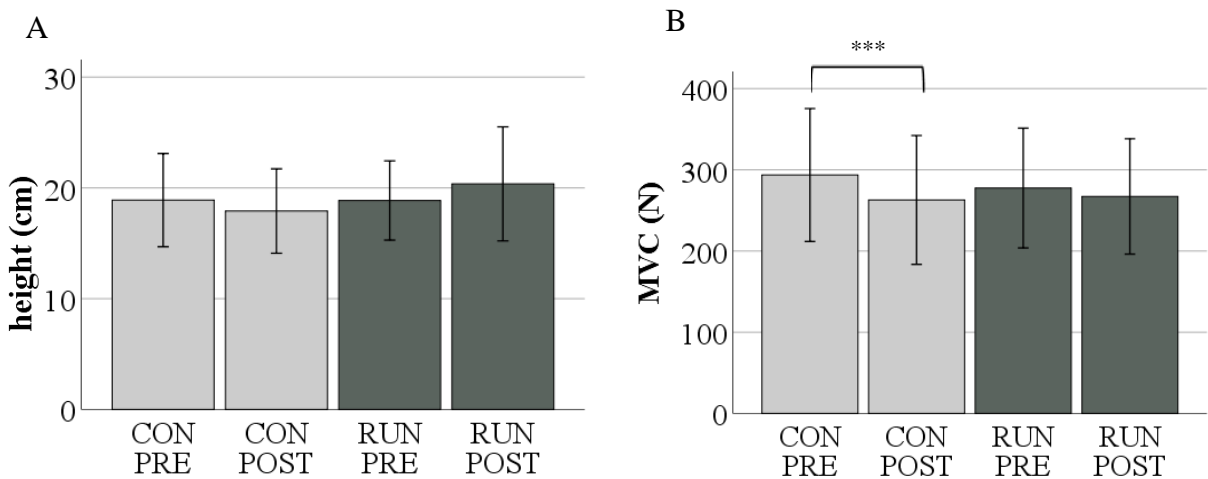 A
height (cm)
30
20
10
0
CON
PRE
CON
POST
RUN
PRE
RUN
POST
B
***
MVC (N)
400
300
200
100
0
CON
PRE
CON
POST
RUN
PRE
RUN
POST